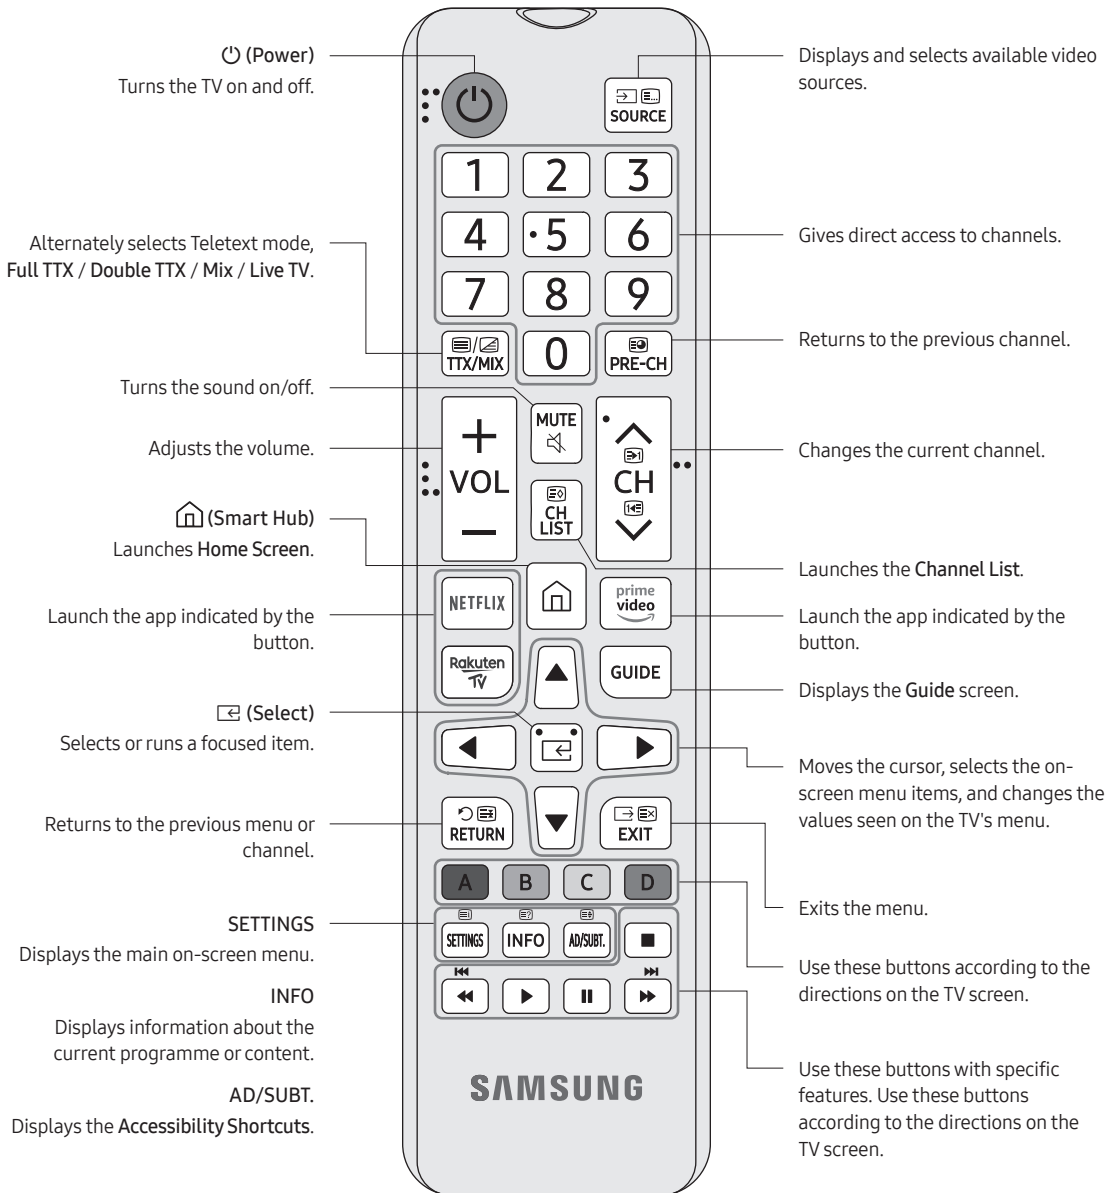 (Power)
Turns the TV on and off.
Alternately selects Teletext mode,
Full TTX / Double TTX / Mix / Live TV.
Turns the sound on/off.
Adjusts the volume.
(Smart Hub)
Launches Home Screen.
Launch the app indicated by the
button.
(Select)
Selects or runs a focused item.
Returns to the previous menu or
channel.
SETTINGS
Displays the main on-screen menu.
INFO
Displays information about the
current programme or content.
AD/SUBT.
Displays the Accessibility Shortcuts.
SOURCE
1 2 3
4 5 6
7 8 9
TTX/MIX 0 PRE-CH
MUTE
VOL
CH
LIST
CH
NETFLIX
prime
video
Rakuten
TV
GUIDE
RETURN
EXIT
A B C D
SETTINGS INFO AD/SUBT.
SAMSUNG
Displays and selects available video
sources.
Gives direct access to channels.
Returns to the previous channel.
Changes the current channel.
Launches the Channel List.
Launch the app indicated by the
button.
Displays the Guide screen.
Moves the cursor, selects the on-
screen menu items, and changes the
values seen on the TV's menu.
Exits the menu.
Use these buttons according to the
directions on the TV screen.
Use these buttons with specific
features. Use these buttons
according to the directions on the
TV screen.